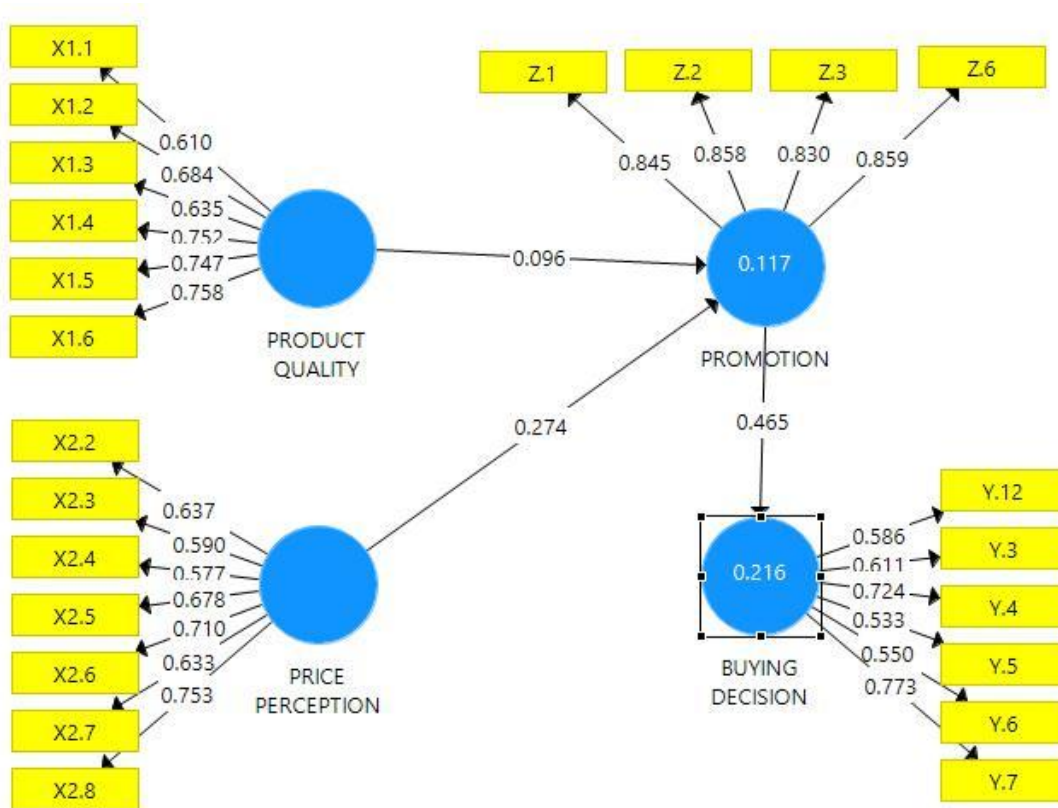 X1.1
X1.2
X1.3
X1.4
X1.5
X1.6
0.610
0.684
0.635
0.752
0.747
0.758
PRODUCT
QUALITY
0.096
Z.1
Z.2
Z.3
Z.6
0.845
0.858
0.830
0.859
0.117
PROMOTION
0.274
0.465
X2.2
X2.3
X2.4
X2.5
X2.6
X2.7
X2.8
0.637
0.590
0.577
0.678
0.710
0.633
0.753
PRICE
PERCEPTION
0.216
BUYING
DECISION
0.586
0.611
0.724
0.533
0.550
0.773
Y.12
Y.3
Y.4
Y.5
Y.6
Y.7